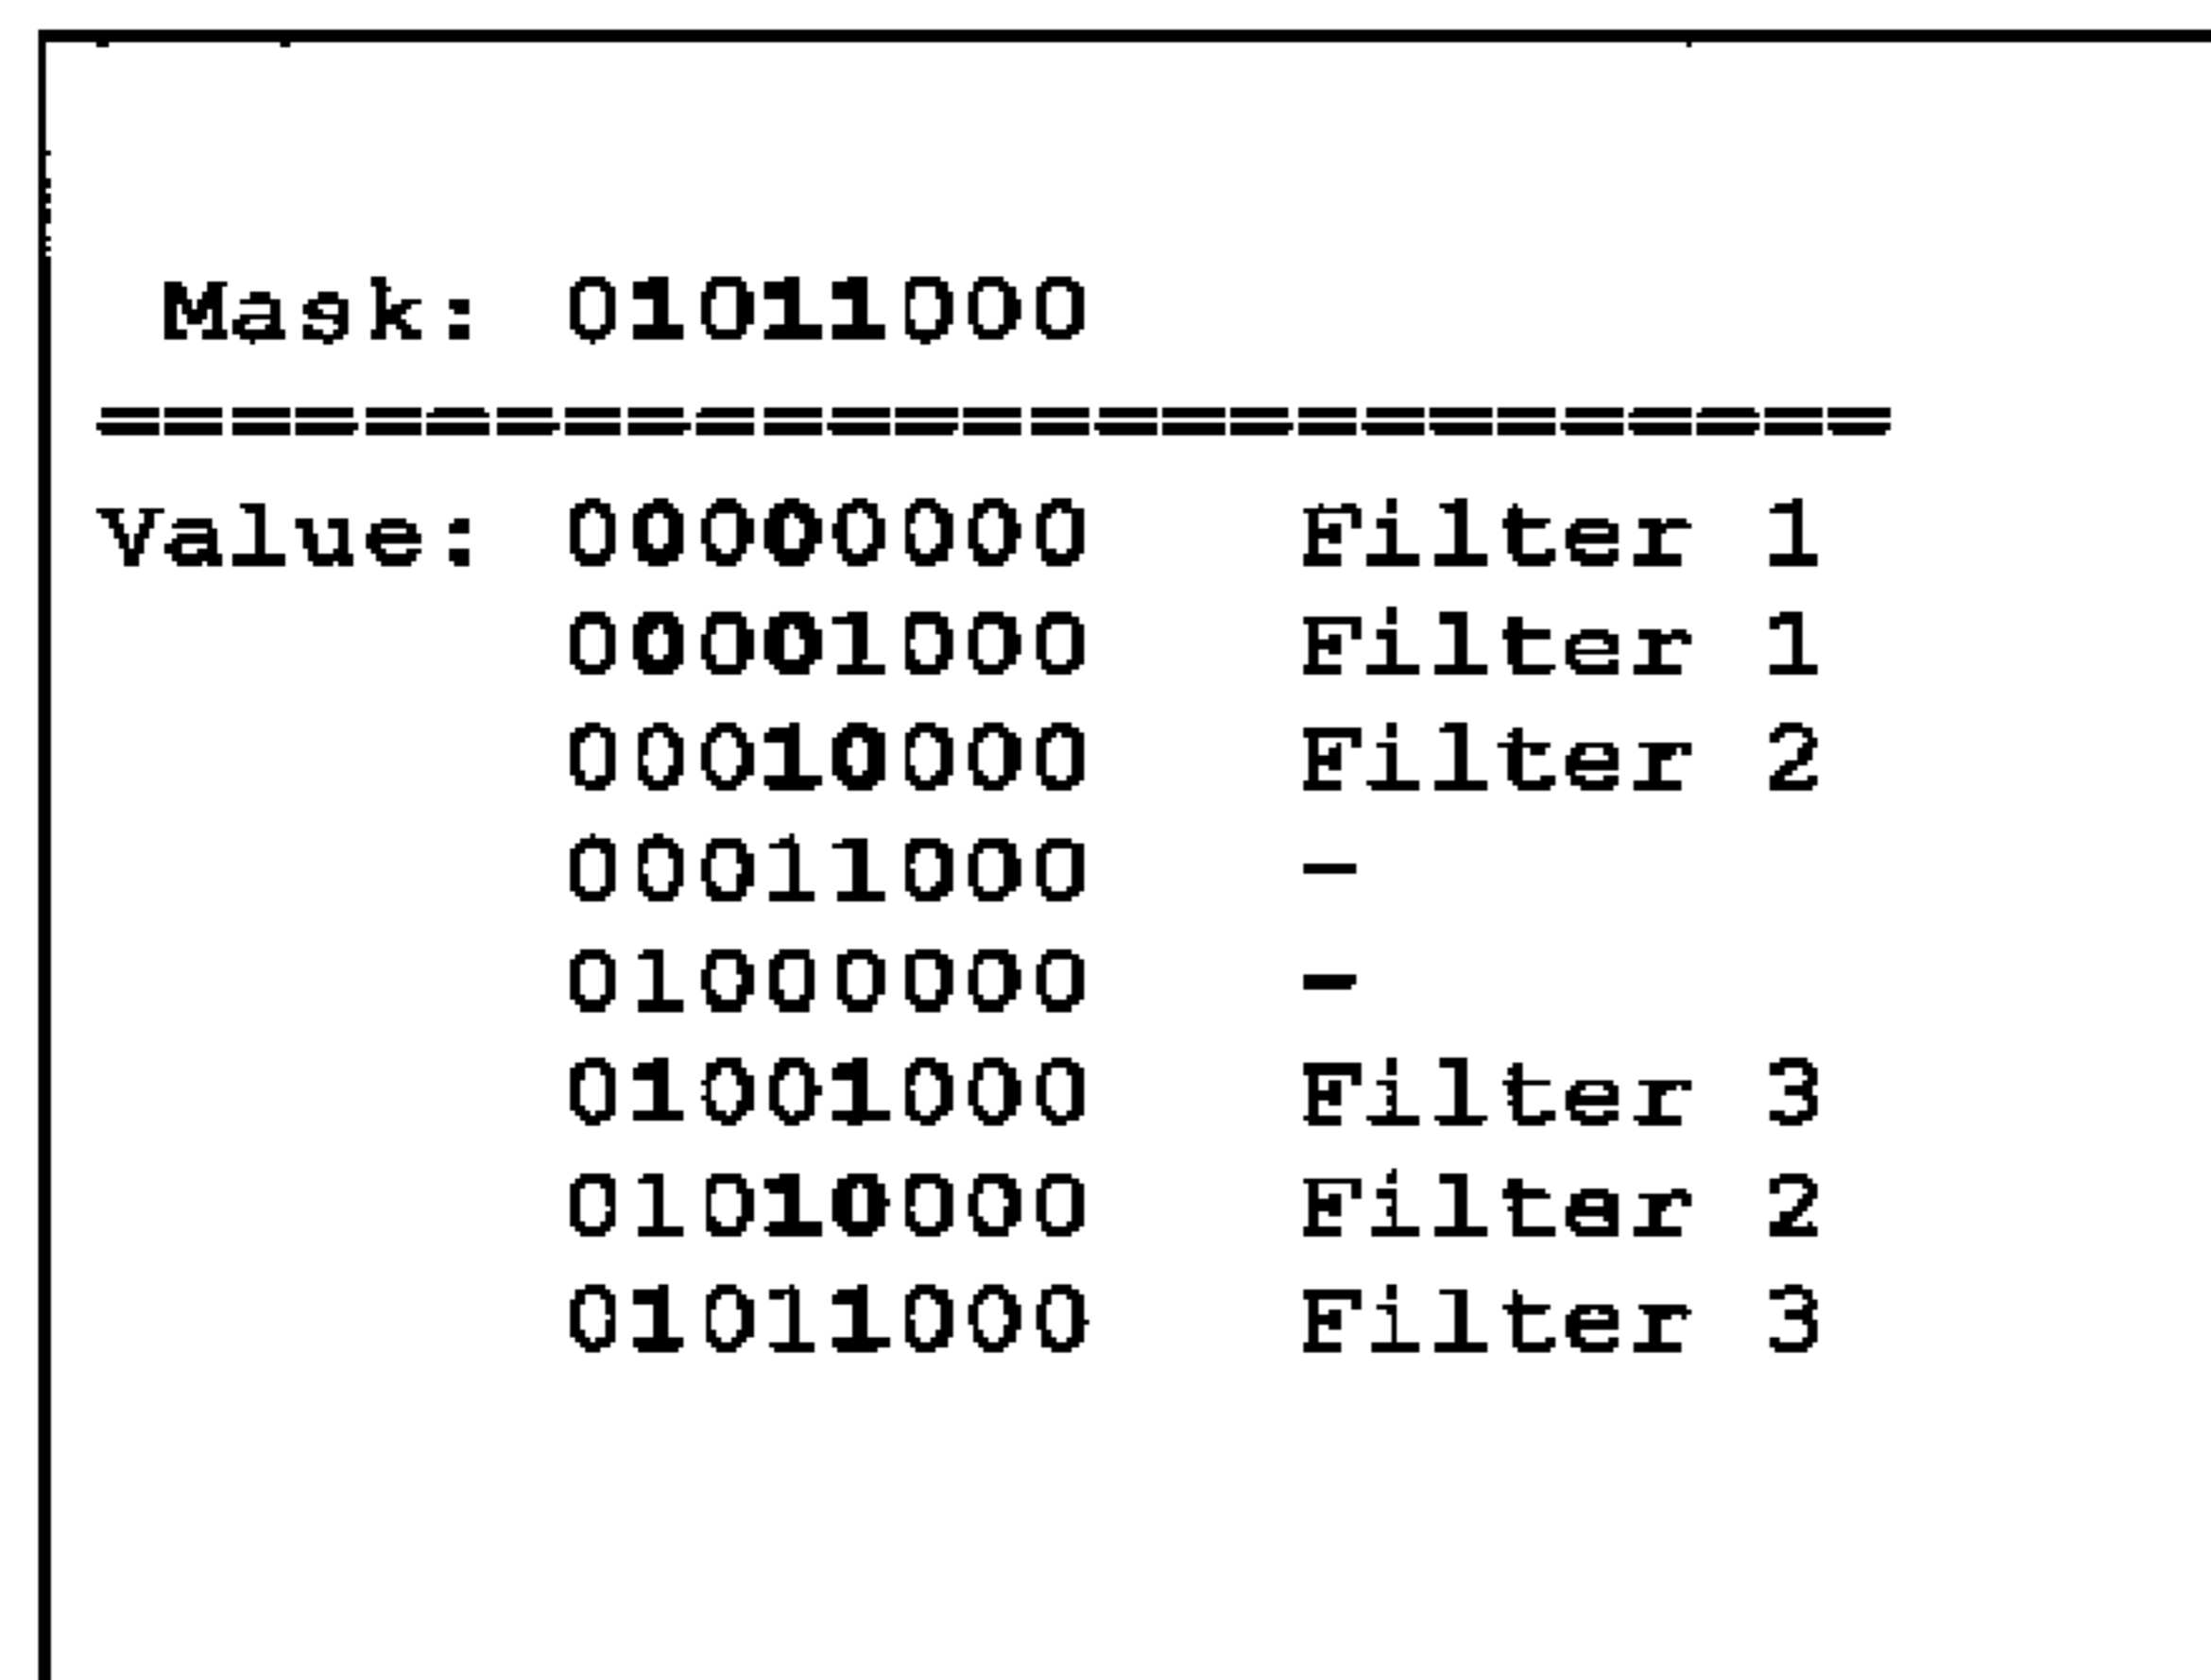 Mask: 01011000
===========================
Value: 00000000 Filter 1
00001000 Filter 1
00010000 Filter 2
00011000 -
01000000 -
01001000 Filter 3
01010000 Filter 2
01011000 Filter 3